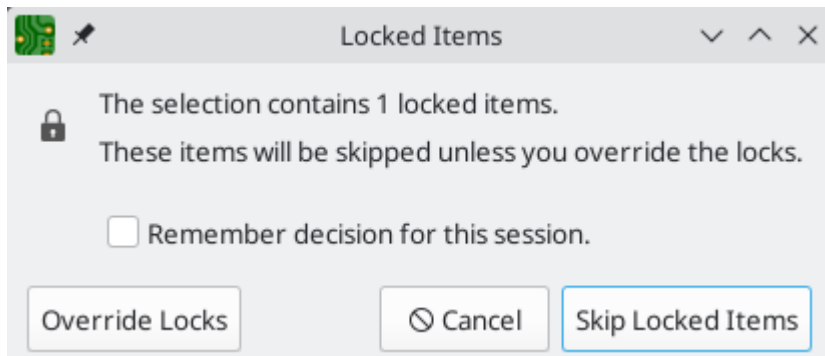 Locked Items
The selection contains 1 locked items.
These items will be skipped unless you override the locks.
Remember decision for this session.
Override Locks
Cancel
Skip Locked Items